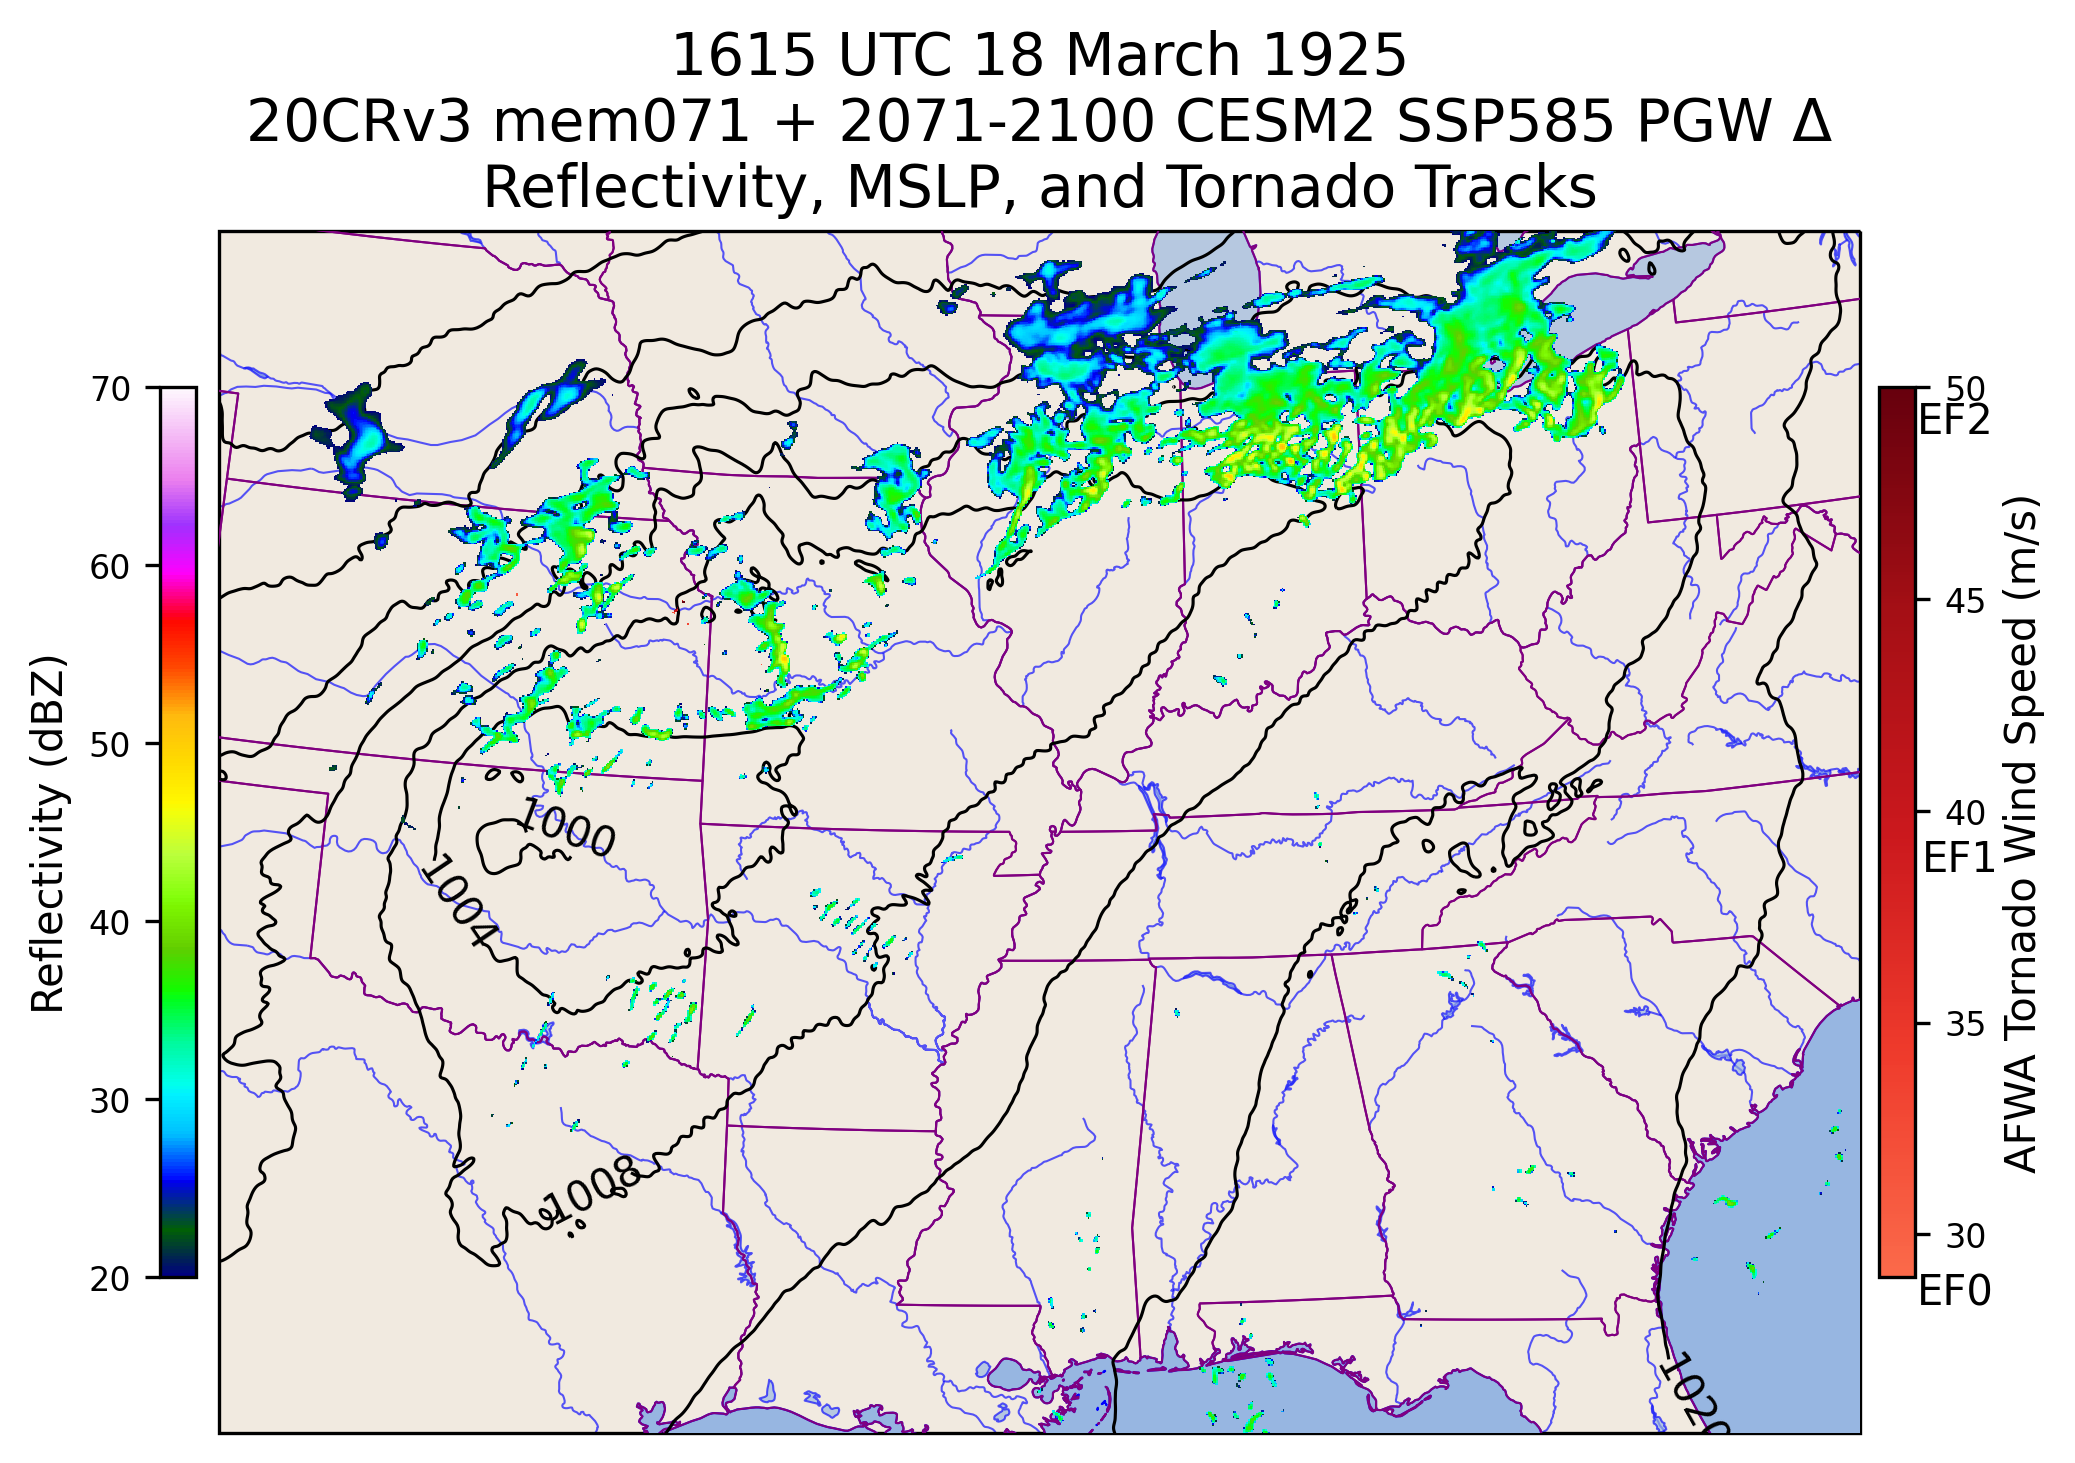 1615 UTC 18 March 1925
20CRv3 mem071 + 2071-2100 CESM2 SSP585 PGW Δ
Reflectivity, MSLP, and Tornado Tracks
70
60
50
40
30
20
Reflectivity (dBZ)
1000
1004
1008
1020
50
EF2
45
40
EF1
35
30
EF0
AFWA Tornado Wind Speed (m/s)